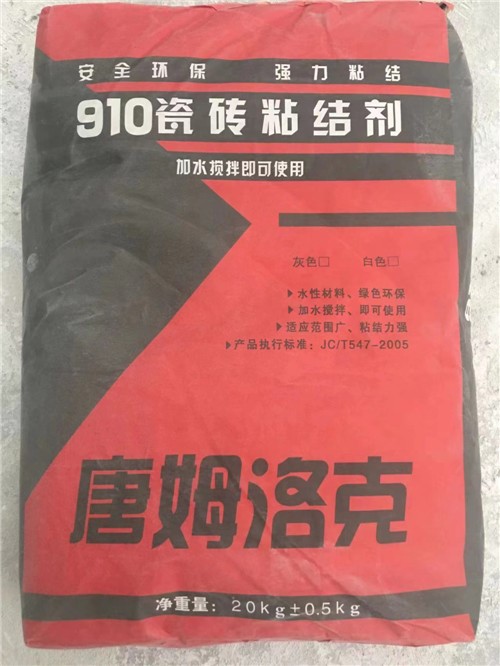 安全环保 强力粘结
910瓷砖粘结剂
加水搅拌即可使用
灰色□ 白色□
▶水性材料、绿色环保
▶加水搅拌、即可使用
▶适应范围广、粘结力强
▶产品执行标准：JC/T547-2005
唐姆洛克
净重量：20kg±0.5kg